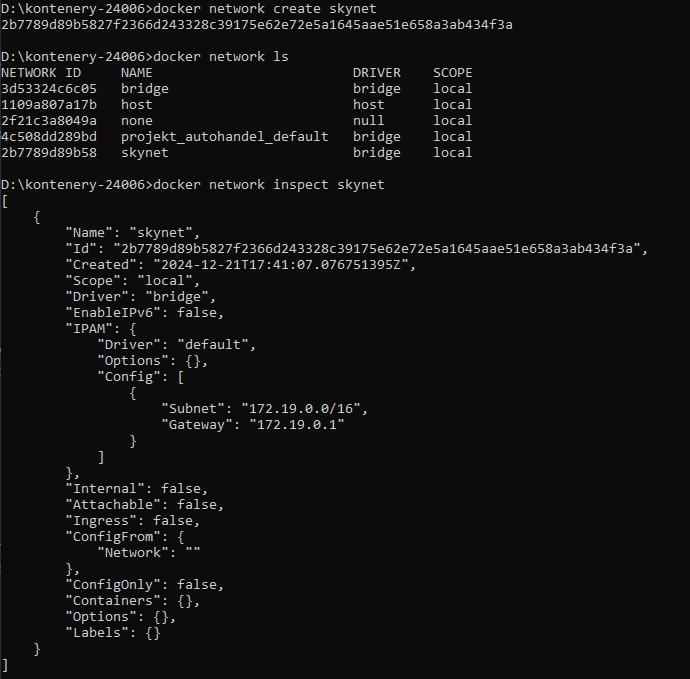 D:\kontenery-24006>docker network create skynet
2b7789d89b5827f2366d243328c39175e62e72e5a1645aae51e658a3ab434f3a

D:\kontenery-24006>docker network ls
NETWORK ID     NAME                        DRIVER    SCOPE
3d53324c6c05   bridge                      bridge    local
1109a807a17b   host                        host      local
2f21c3a8049a   none                        null      local
4c508dd289bd   projekt_autohandel_default   bridge    local
2b7789d89b58   skynet                      bridge    local

D:\kontenery-24006>docker network inspect skynet
[
    {
        "Name": "skynet",
        "Id": "2b7789d89b5827f2366d243328c39175e62e72e5a1645aae51e658a3ab434f3a",
        "Created": "2024-12-21T17:41:07.076751395Z",
        "Scope": "local",
        "Driver": "bridge",
        "EnableIPv6": false,
        "IPAM": {
            "Driver": "default",
            "Options": {},
            "Config": [
                {
                    "Subnet": "172.19.0.0/16",
                    "Gateway": "172.19.0.1"
                }
            ]
        },
        "Internal": false,
        "Attachable": false,
        "Ingress": false,
        "ConfigFrom": {
            "Network": ""
        },
        "ConfigOnly": false,
        "Containers": {},
        "Options": {},
        "Labels": {}
    }
]